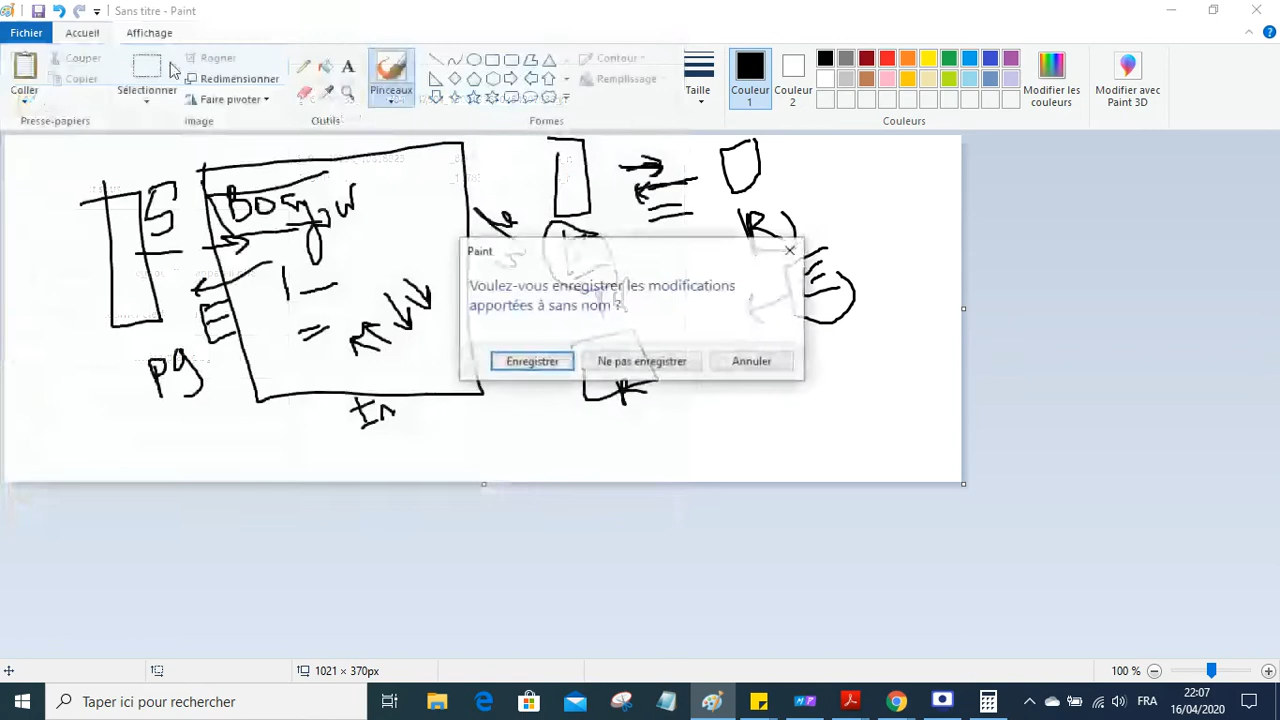 Sans titre - Paint
Fichier Accueil Affichage
Coller
Couper
Copier
Presse-papiers
Sélectionner
Rogner
Redimensionner
Faire pivoter
image
Outils
Pinceaux
Contour
Remplissage
Formes
Taille
Couleur 1
Couleur 2
Modifier les couleurs
Modifier avec Paint 3D
Couleurs
S
pg
In
R
Paint
Voulez-vous enregistrer les modifications
apportées à sans nom ?
Enregistrer Ne pas enregistrer Annuler
1021 × 370px
100 %
Taper ici pour rechercher
FRA
22:07
16/04/2020